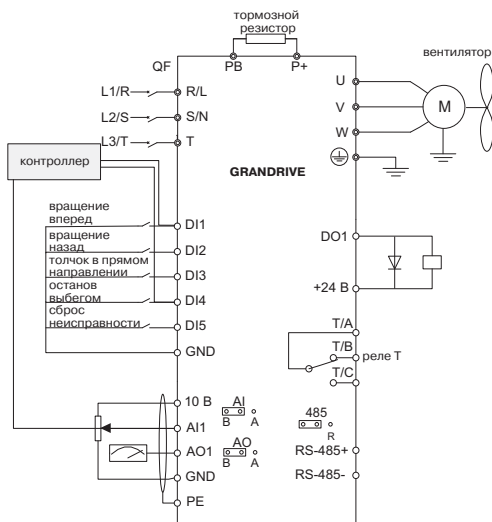 тормозной
резистор
QF
PB
P+
вентилятор
L1/R
R/L
U
L2/S
S/N
V
M
L3/T
T
W
контроллер
GRANDRIVE
вращение
вперед
DI1
вращение
назад
DI2
толчок в прямом
направлении
DI3
останов
выбегом
DI4
сброс
неисправности
DI5
GND
DO1
+24 В
T/A
T/B
реле T
T/C
10 В
AI
B
A
AI1
485
R
AO1
AO
B
A
RS-485+
GND
RS-485-
PE